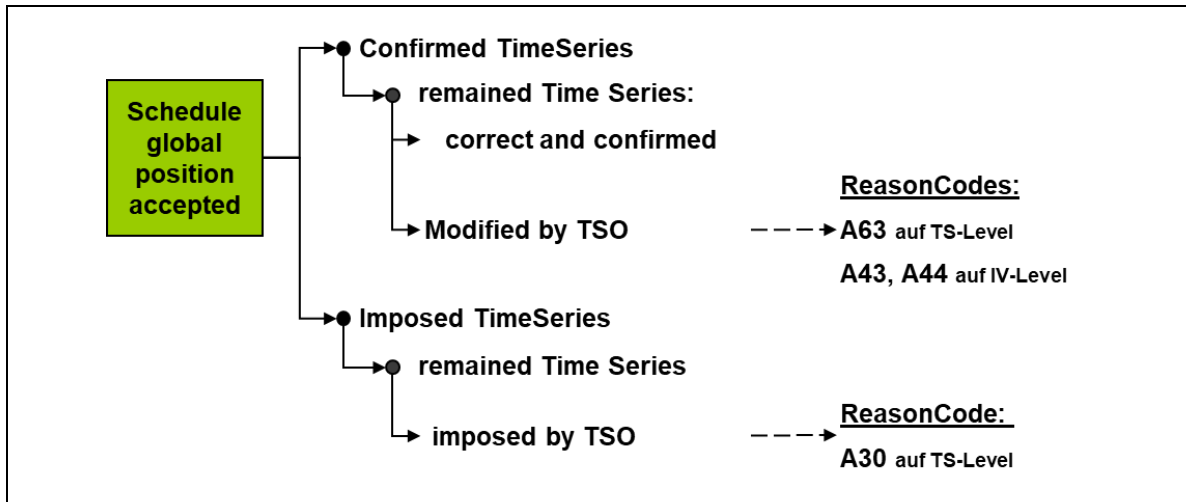 Schedule
global
position
accepted
Confirmed TimeSeries
remained Time Series:
correct and confirmed
Modified by TSO
ReasonCodes:
A63 auf TS-Level
A43, A44 auf IV-Level
Imposed TimeSeries
remained Time Series
imposed by TSO
ReasonCode:
A30 auf TS-Level